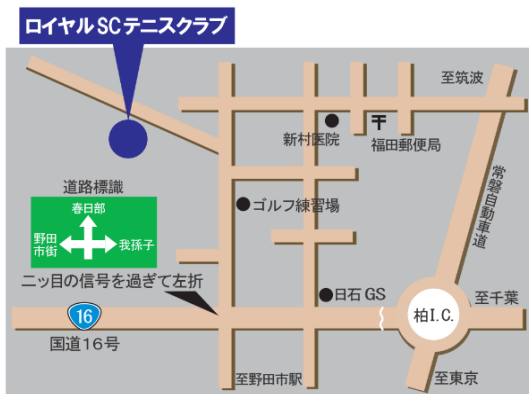 ロイヤルSCテニスクラブ
至筑波
新村医院
〒
福田郵便局
常磐自動車道
道路標識
春日部
野田
市街
我孫子
ゴルフ練習場
二ッ目の信号を過ぎて左折
日石GS
16
国道16号
柏I.C.
至千葉
至野田市駅
至東京